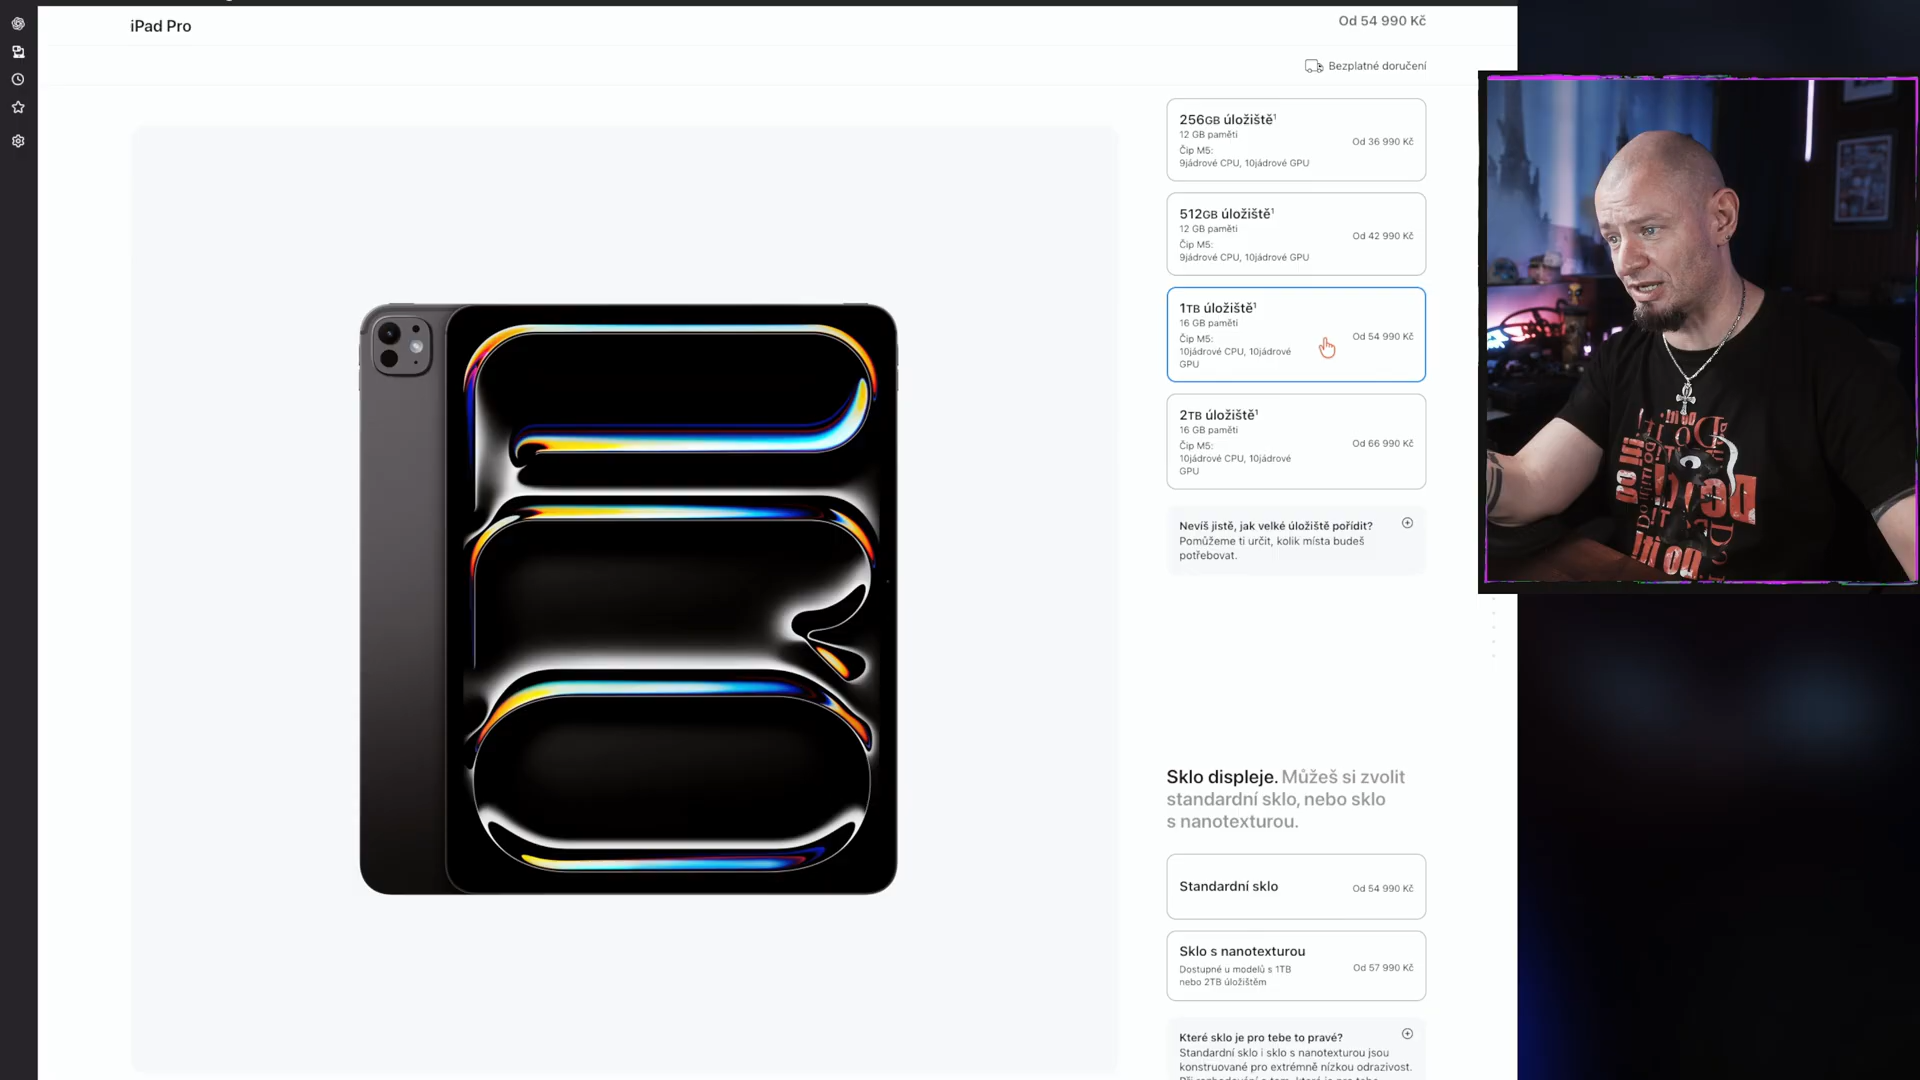 iPad Pro
Od 54 990 Kč
Bezplatné doručení
256GB úložiště¹
12 GB paměti
Čip M5:
9jádrové CPU, 10jádrové GPU
Od 36 990 Kč
512GB úložiště¹
12 GB paměti
Čip M5:
9jádrové CPU, 10jádrové GPU
Od 42 990 Kč
1TB úložiště¹
16 GB paměti
Čip M5:
10jádrové CPU, 10jádrové
GPU
Od 54 990 Kč
2TB úložiště¹
16 GB paměti
Čip M5:
10jádrové CPU, 10jádrové
GPU
Od 66 990 Kč
Nevíš jistě, jak velké úložiště pořídit?
Pomůžeme ti určit, kolik místa budeš
potřebovat.
Sklo displeje. Můžeš si zvolit
standardní sklo, nebo sklo
s nanotexturou.
Standardní sklo
Od 54 990 Kč
Sklo s nanotexturou
Dostupné u modelů s 1TB
nebo 2TB úložištěm
Od 57 990 Kč
Které sklo je pro tebe to pravé?
Standardní sklo i sklo s nanotexturou jsou
konstruované pro extrémně nízkou odrazivost.